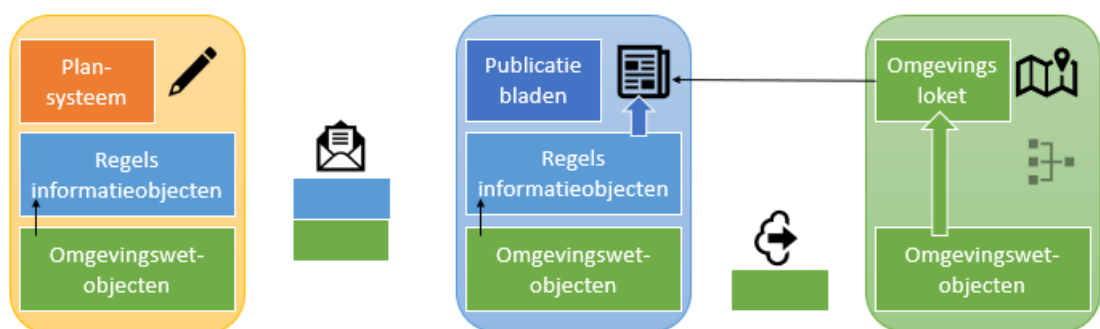 Plan-
systeem
Regels
informatieobjecten
Omgevingswet-
objecten
Publicatie
bladen
Regels
informatieobjecten
Omgevingswet-
objecten
Omgevings
loket
Omgevingswet-
objecten